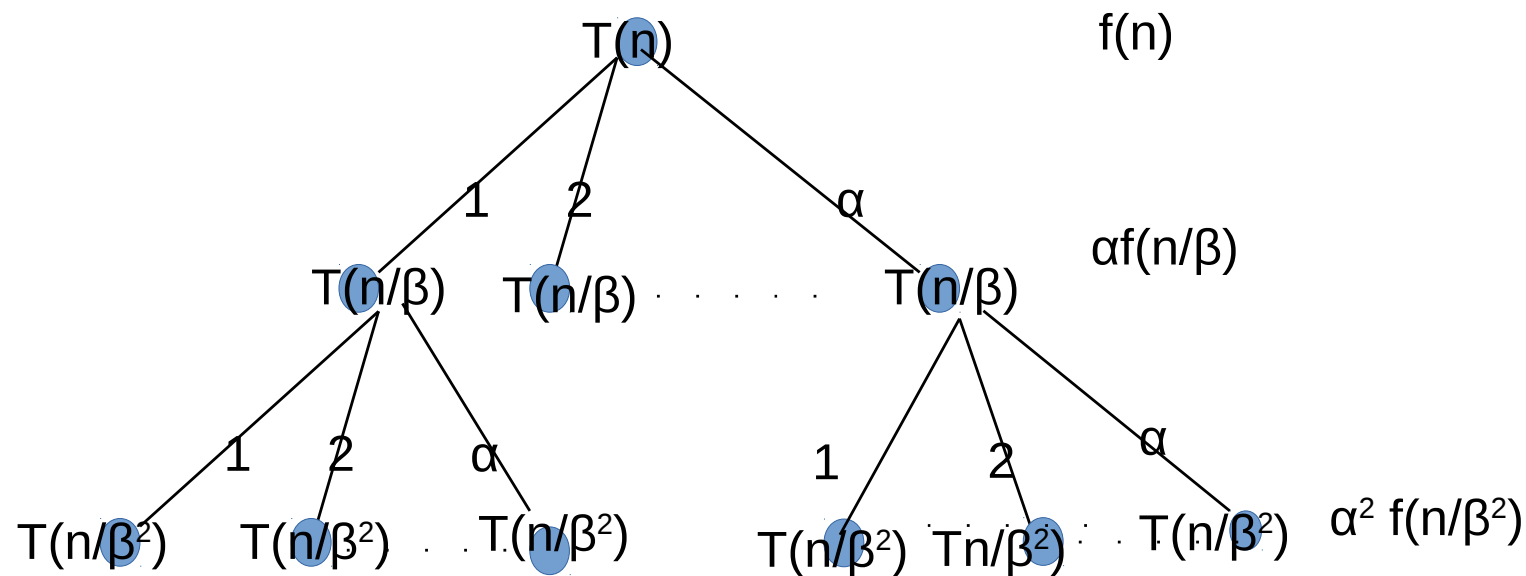 T(n) f(n)
1 2 α
T(n/β) T(n/β) . . . . . T(n/β) αf(n/β)
1 2 α 1 2 α
T(n/β²) T(n/β²) . . . . . T(n/β²) T(n/β²) Tn/β²) . . . . . T(n/β²) α² f(n/β²)